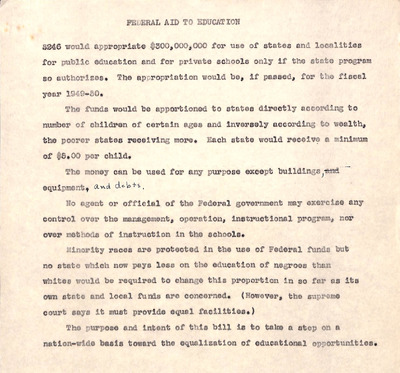 FEDERAL AID TO EDUCATION
S246 would appropriate $300,000,000 for use of states and localities
for public education and for private schools only if the state program
so authorizes. The appropriation would be, if passed, for the fiscal
year 1949-50.
The funds would be apportioned to states directly according to
number of children of certain ages and inversely according to wealth,
the poorer states receiving more. Each state would receive a minimum
of $5.00 per child.
The money can be used for any purpose except buildings, and
equipment, and debts.
No agent or official of the Federal government may exercise any
control over the management, operation, instructional program, nor
over methods of instruction in the schools.
Minority races are protected in the use of Federal funds but
no state which now pays less on the education of negroes than
whites would be required to change this proportion in so far as its
own state and local funds are concerned. (However, the supreme
court says it must provide equal facilities.)
The purpose and intent of this bill is to take a step on a
nation-wide basis toward the equalization of educational opportunities.